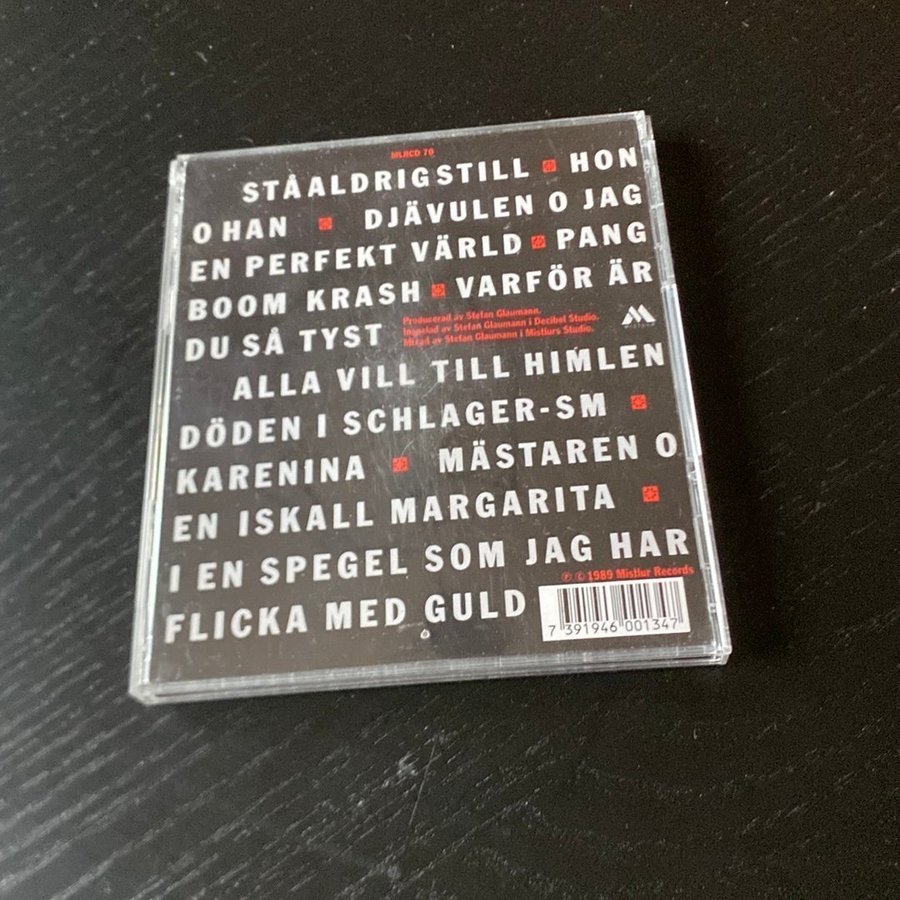 MLRCD 70
STÅALDRIGSTILL HON
O HAN DJÄVULEN O JAG
EN PERFEKT VÄRLD PANG
BOOM KRASH VARFÖR ÄR
DU SÅ TYST
Producerad av Stefan Glaumann.
Inspelad av Stefan Glaumann i Decibel Studio.
Mixad av Stefan Glaumann i Mistlurs Studio.
MISTLUR
ALLA VILL TILL HIMLEN
DÖDEN I SCHLAGER-SM
KARENINA MÄSTAREN O
EN ISKALL MARGARITA
I EN SPEGEL SOM JAG HAR
℗ © 1989 Mistlur Records
FLICKA MED GULD
7 391946 001347